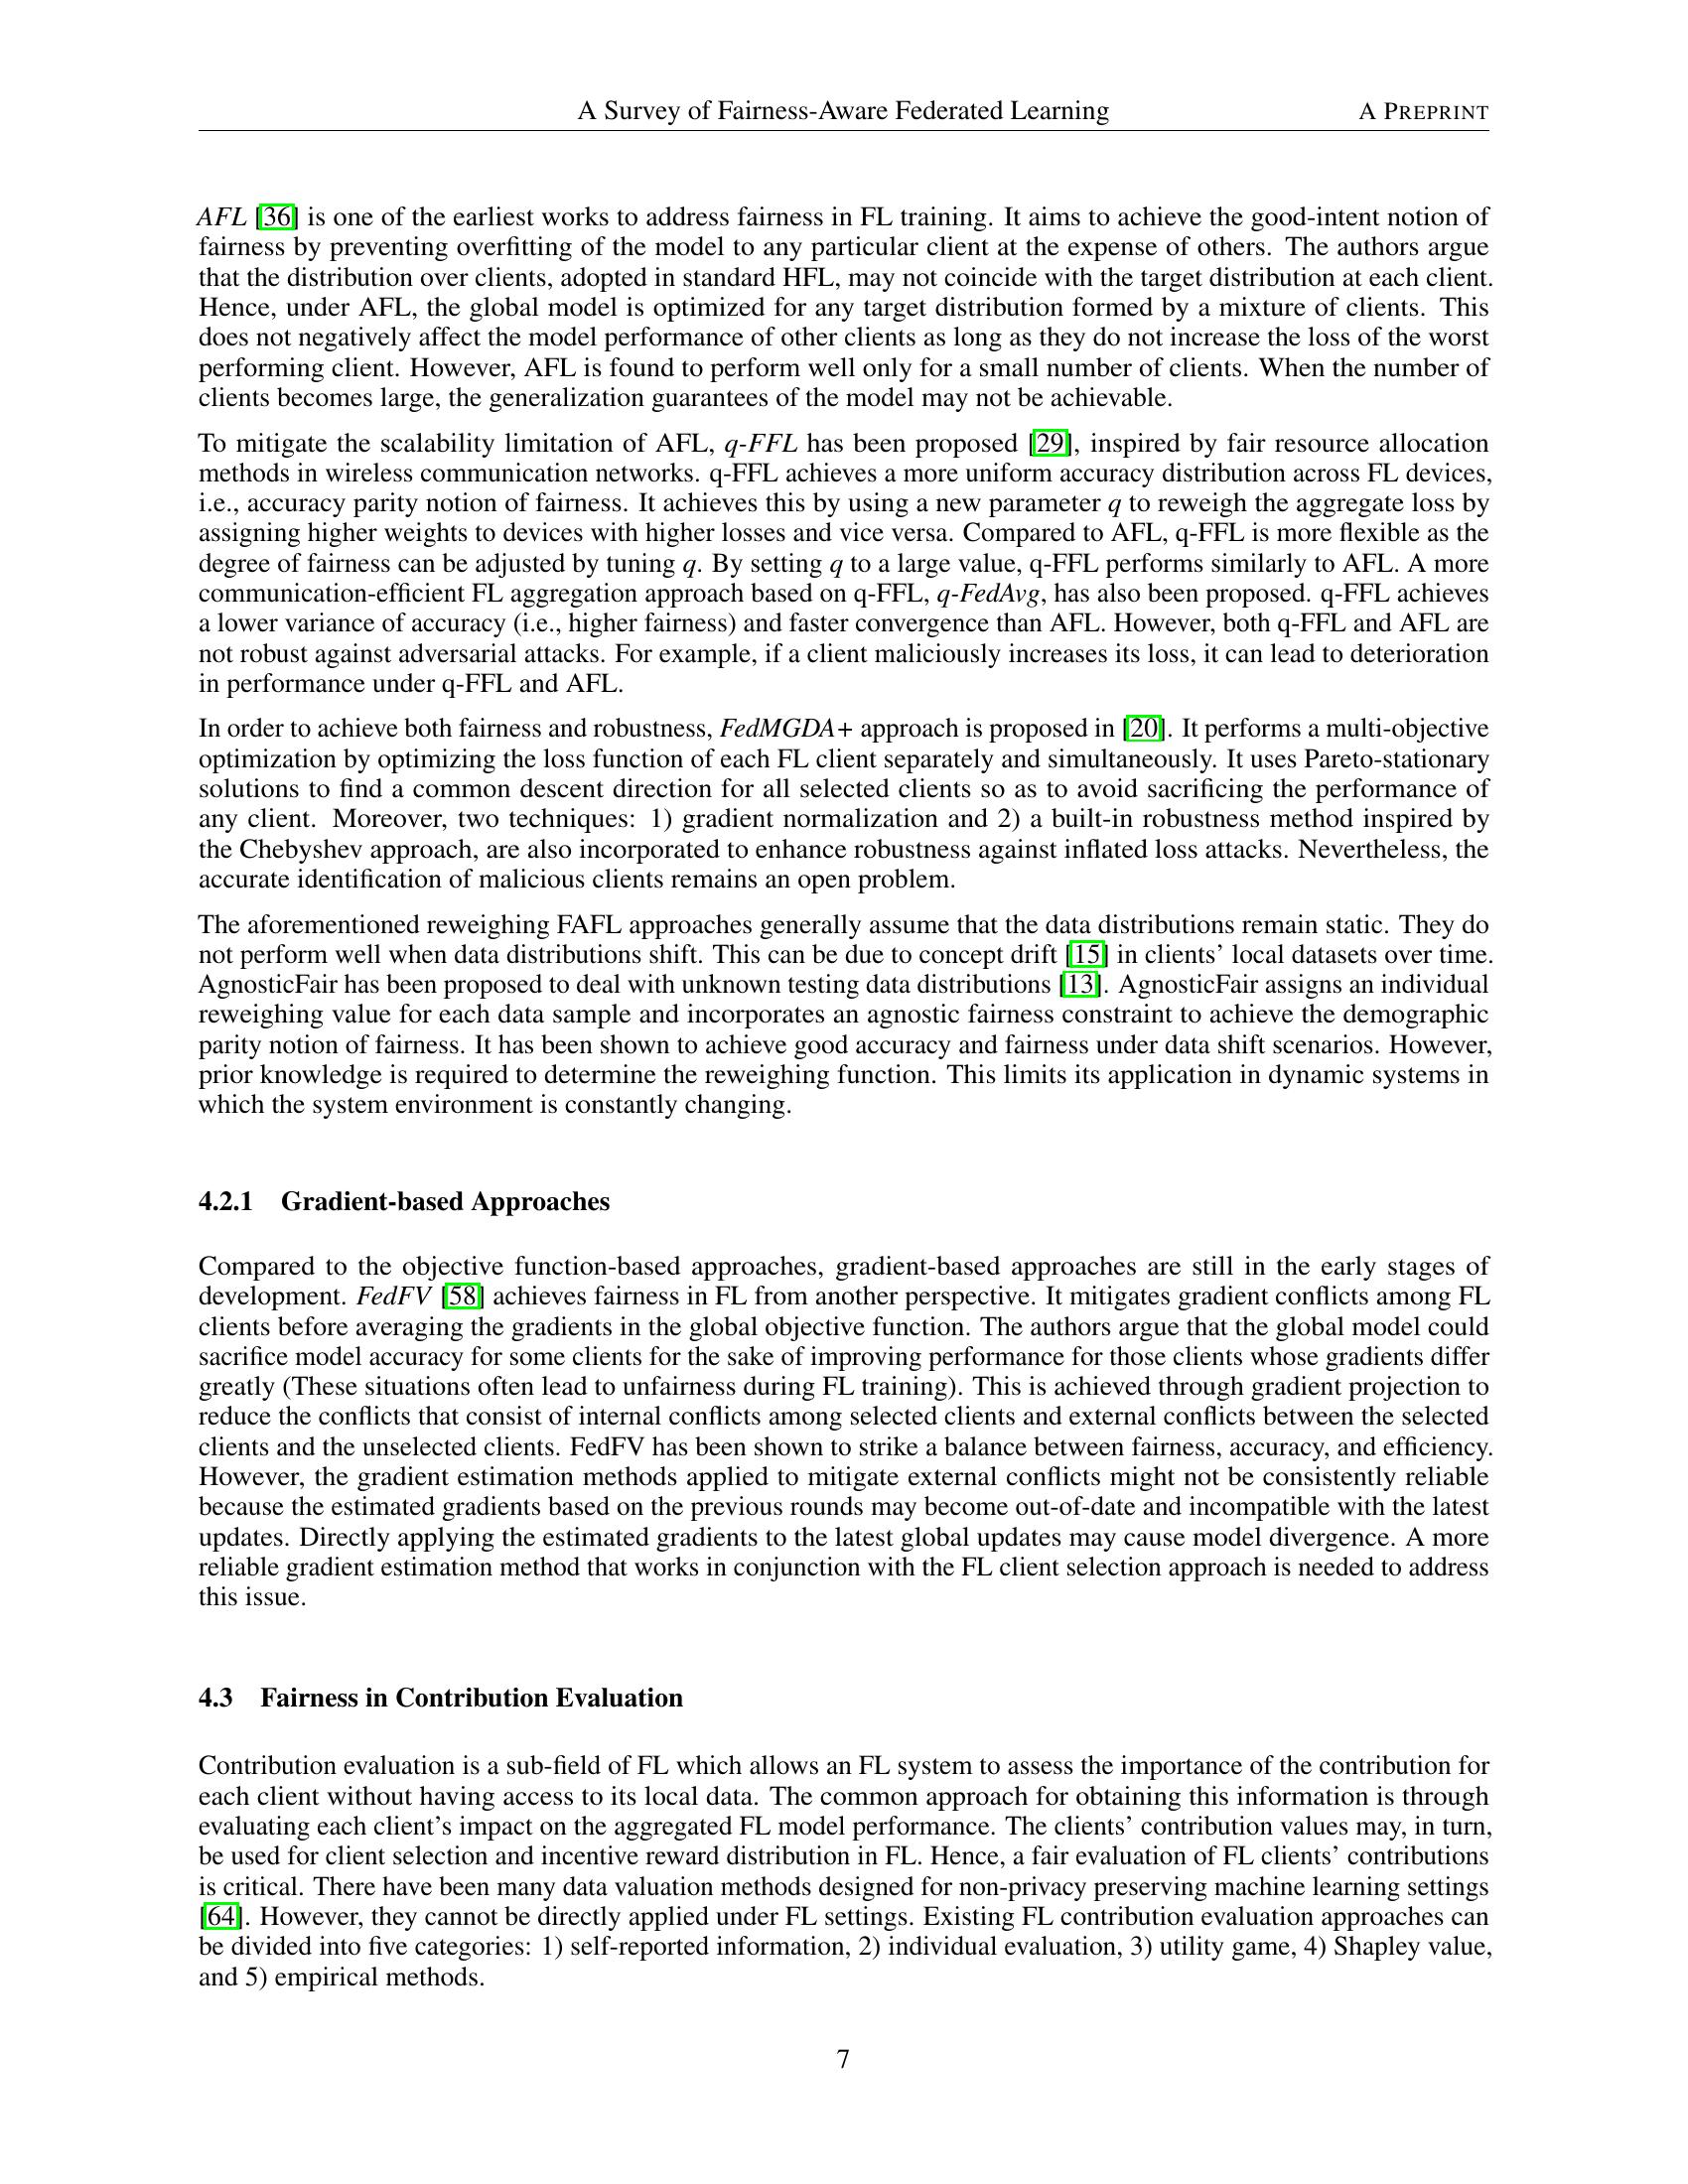 A Survey of Fairness-Aware Federated Learning
A PREPRINT
AFL [36] is one of the earliest works to address fairness in FL training. It aims to achieve the good-intent notion of
fairness by preventing overfitting of the model to any particular client at the expense of others. The authors argue
that the distribution over clients, adopted in standard HFL, may not coincide with the target distribution at each client.
Hence, under AFL, the global model is optimized for any target distribution formed by a mixture of clients. This
does not negatively affect the model performance of other clients as long as they do not increase the loss of the worst
performing client. However, AFL is found to perform well only for a small number of clients. When the number of
clients becomes large, the generalization guarantees of the model may not be achievable.
To mitigate the scalability limitation of AFL, q-FFL has been proposed [29], inspired by fair resource allocation
methods in wireless communication networks. q-FFL achieves a more uniform accuracy distribution across FL devices,
i.e., accuracy parity notion of fairness. It achieves this by using a new parameter q to reweigh the aggregate loss by
assigning higher weights to devices with higher losses and vice versa. Compared to AFL, q-FFL is more flexible as the
degree of fairness can be adjusted by tuning q. By setting q to a large value, q-FFL performs similarly to AFL. A more
communication-efficient FL aggregation approach based on q-FFL, q-FedAvg, has also been proposed. q-FFL achieves
a lower variance of accuracy (i.e., higher fairness) and faster convergence than AFL. However, both q-FFL and AFL are
not robust against adversarial attacks. For example, if a client maliciously increases its loss, it can lead to deterioration
in performance under q-FFL and AFL.
In order to achieve both fairness and robustness, FedMGDA+ approach is proposed in [20]. It performs a multi-objective
optimization by optimizing the loss function of each FL client separately and simultaneously. It uses Pareto-stationary
solutions to find a common descent direction for all selected clients so as to avoid sacrificing the performance of
any client. Moreover, two techniques: 1) gradient normalization and 2) a built-in robustness method inspired by
the Chebyshev approach, are also incorporated to enhance robustness against inflated loss attacks. Nevertheless, the
accurate identification of malicious clients remains an open problem.
The aforementioned reweighing FAFL approaches generally assume that the data distributions remain static. They do
not perform well when data distributions shift. This can be due to concept drift [15] in clients' local datasets over time.
AgnosticFair has been proposed to deal with unknown testing data distributions [13]. AgnosticFair assigns an individual
reweighing value for each data sample and incorporates an agnostic fairness constraint to achieve the demographic
parity notion of fairness. It has been shown to achieve good accuracy and fairness under data shift scenarios. However,
prior knowledge is required to determine the reweighing function. This limits its application in dynamic systems in
which the system environment is constantly changing.
4.2.1 Gradient-based Approaches
Compared to the objective function-based approaches, gradient-based approaches are still in the early stages of
development. FedFV [58] achieves fairness in FL from another perspective. It mitigates gradient conflicts among FL
clients before averaging the gradients in the global objective function. The authors argue that the global model could
sacrifice model accuracy for some clients for the sake of improving performance for those clients whose gradients differ
greatly (These situations often lead to unfairness during FL training). This is achieved through gradient projection to
reduce the conflicts that consist of internal conflicts among selected clients and external conflicts between the selected
clients and the unselected clients. FedFV has been shown to strike a balance between fairness, accuracy, and efficiency.
However, the gradient estimation methods applied to mitigate external conflicts might not be consistently reliable
because the estimated gradients based on the previous rounds may become out-of-date and incompatible with the latest
updates. Directly applying the estimated gradients to the latest global updates may cause model divergence. A more
reliable gradient estimation method that works in conjunction with the FL client selection approach is needed to address
this issue.
4.3 Fairness in Contribution Evaluation
Contribution evaluation is a sub-field of FL which allows an FL system to assess the importance of the contribution for
each client without having access to its local data. The common approach for obtaining this information is through
evaluating each client's impact on the aggregated FL model performance. The clients' contribution values may, in turn,
be used for client selection and incentive reward distribution in FL. Hence, a fair evaluation of FL clients' contributions
is critical. There have been many data valuation methods designed for non-privacy preserving machine learning settings
[64]. However, they cannot be directly applied under FL settings. Existing FL contribution evaluation approaches can
be divided into five categories: 1) self-reported information, 2) individual evaluation, 3) utility game, 4) Shapley value,
and 5) empirical methods.
7